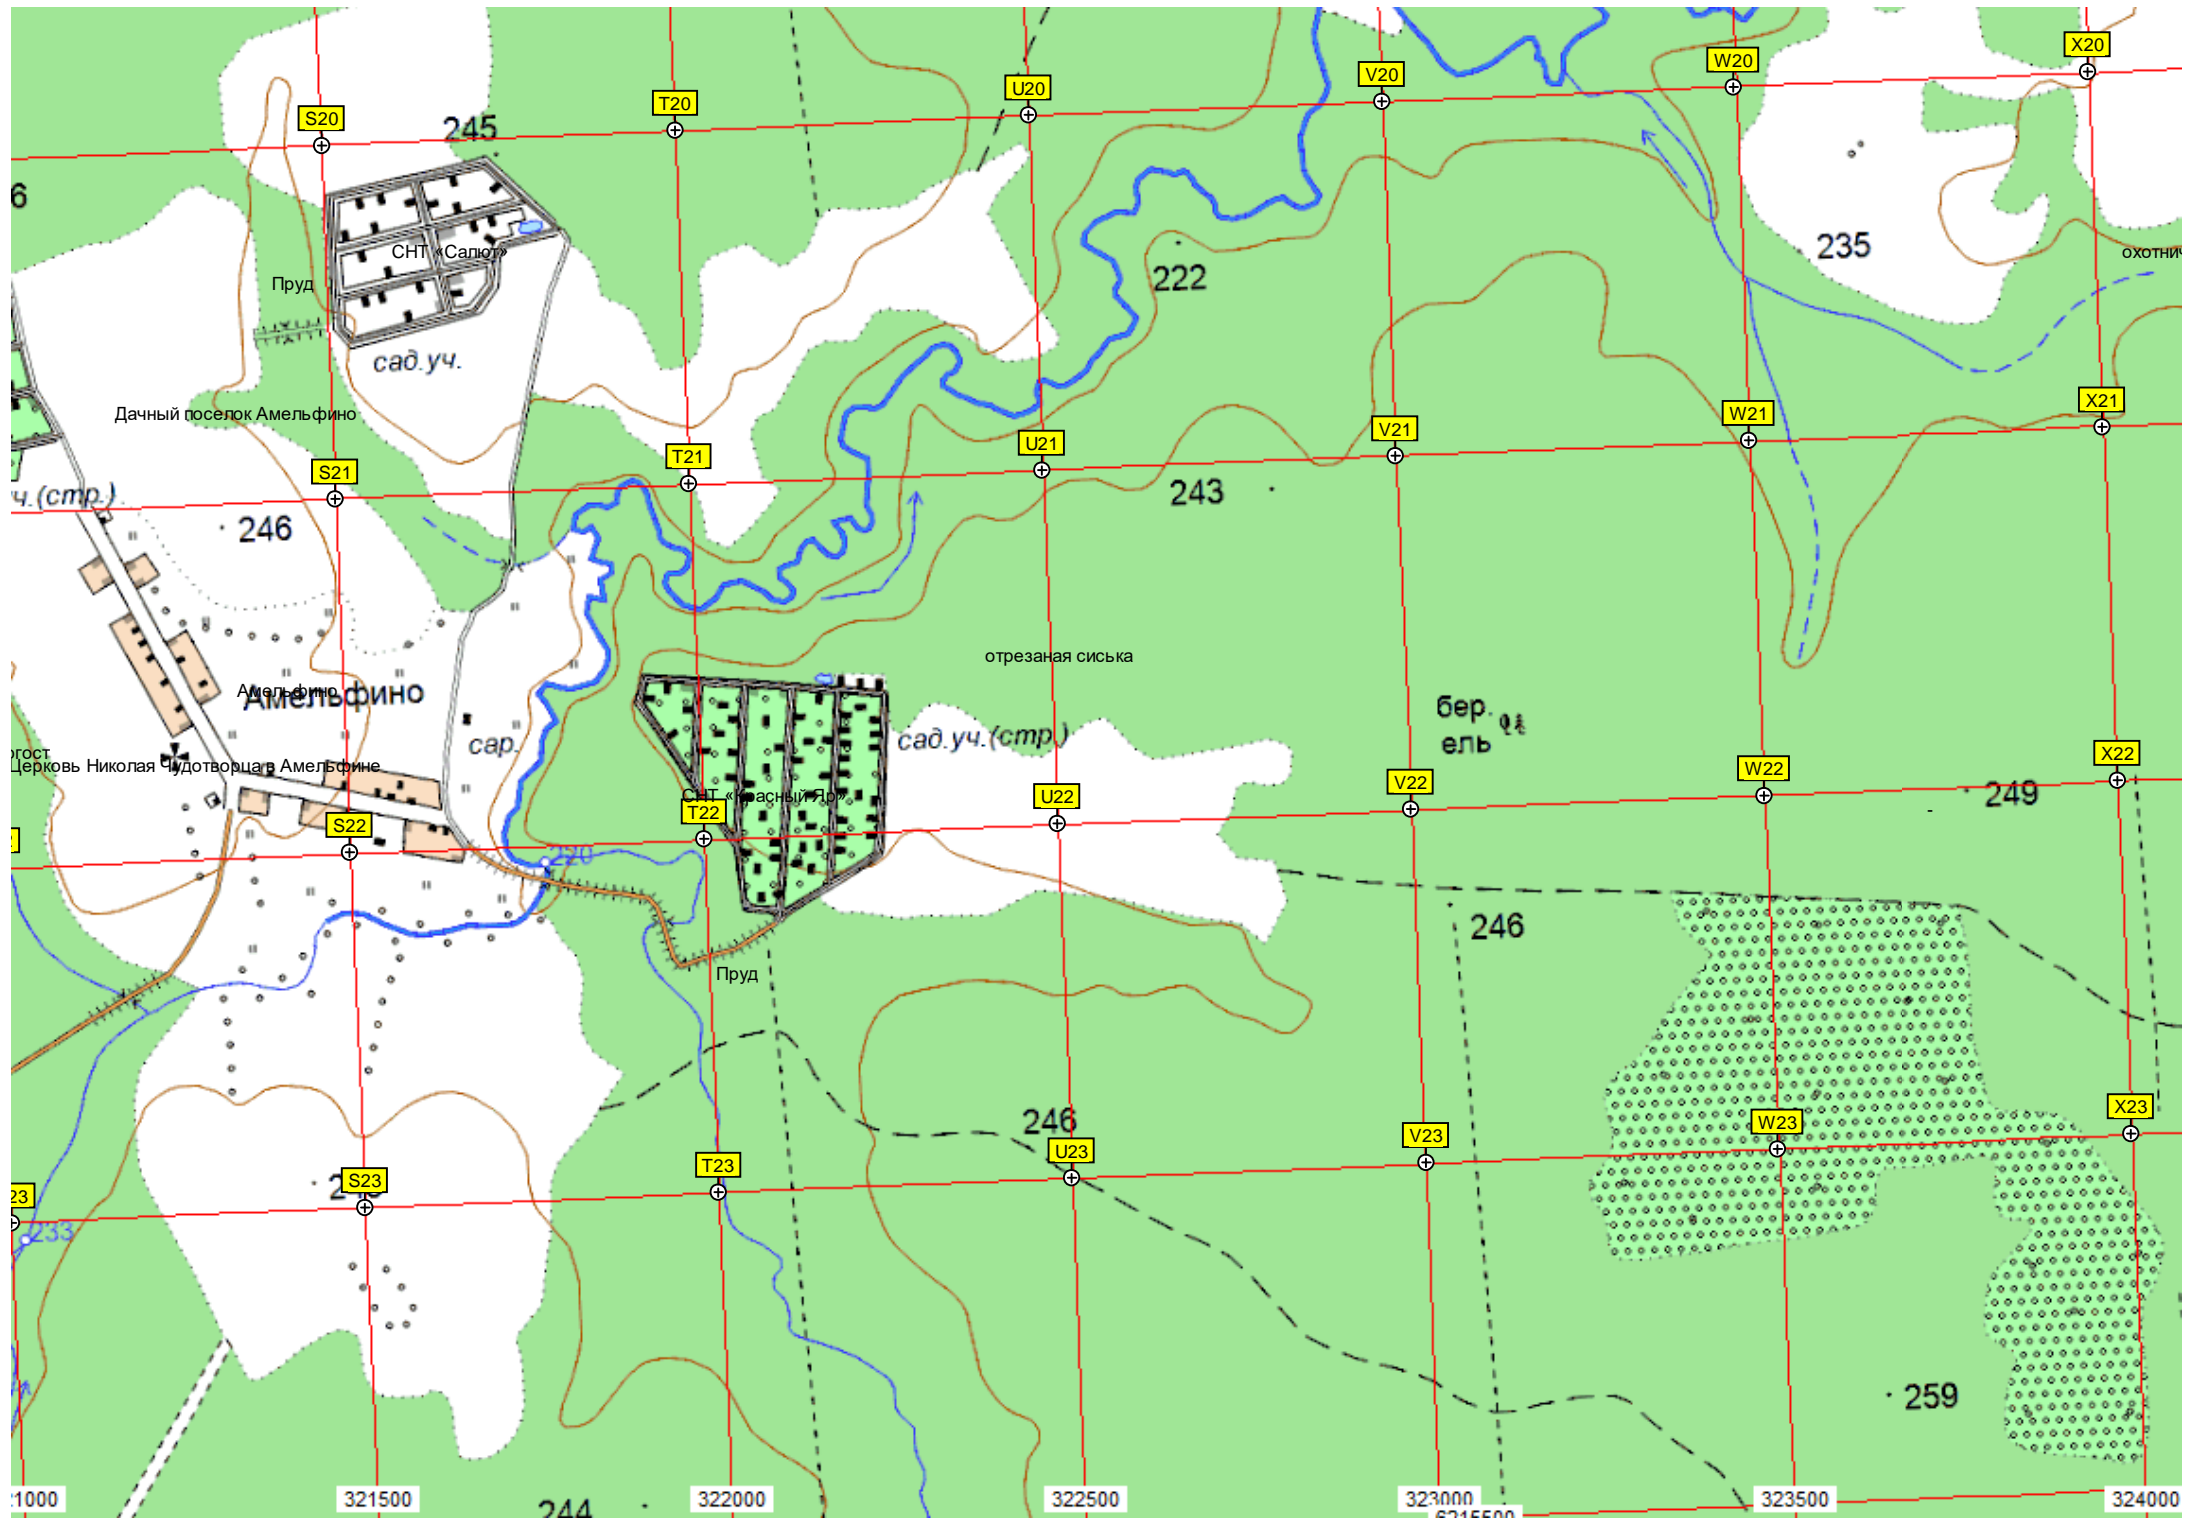 X20
W20
V20
U20
T20
S20
245
6
СНТ «Салют»
235
охотнич
222
Пруд
сад.уч.
Дачный поселок Амельфино
X21
W21
V21
U21
T21
S21
ч.(стр.)
246
243
отрезаная сиська
Амельфино
Амельфино
бер.
ель
сад.уч.(стр.)
сар.
огост
Церковь Николая Чудотворца в Амельфине
X22
W22
V22
U22
СНТ «Красный Яр»
T22
S22
249
220
246
Пруд
X23
W23
V23
246
U23
T23
S23
23
233
259
244
21000
321500
322000
322500
323000
323500
324000
6215500